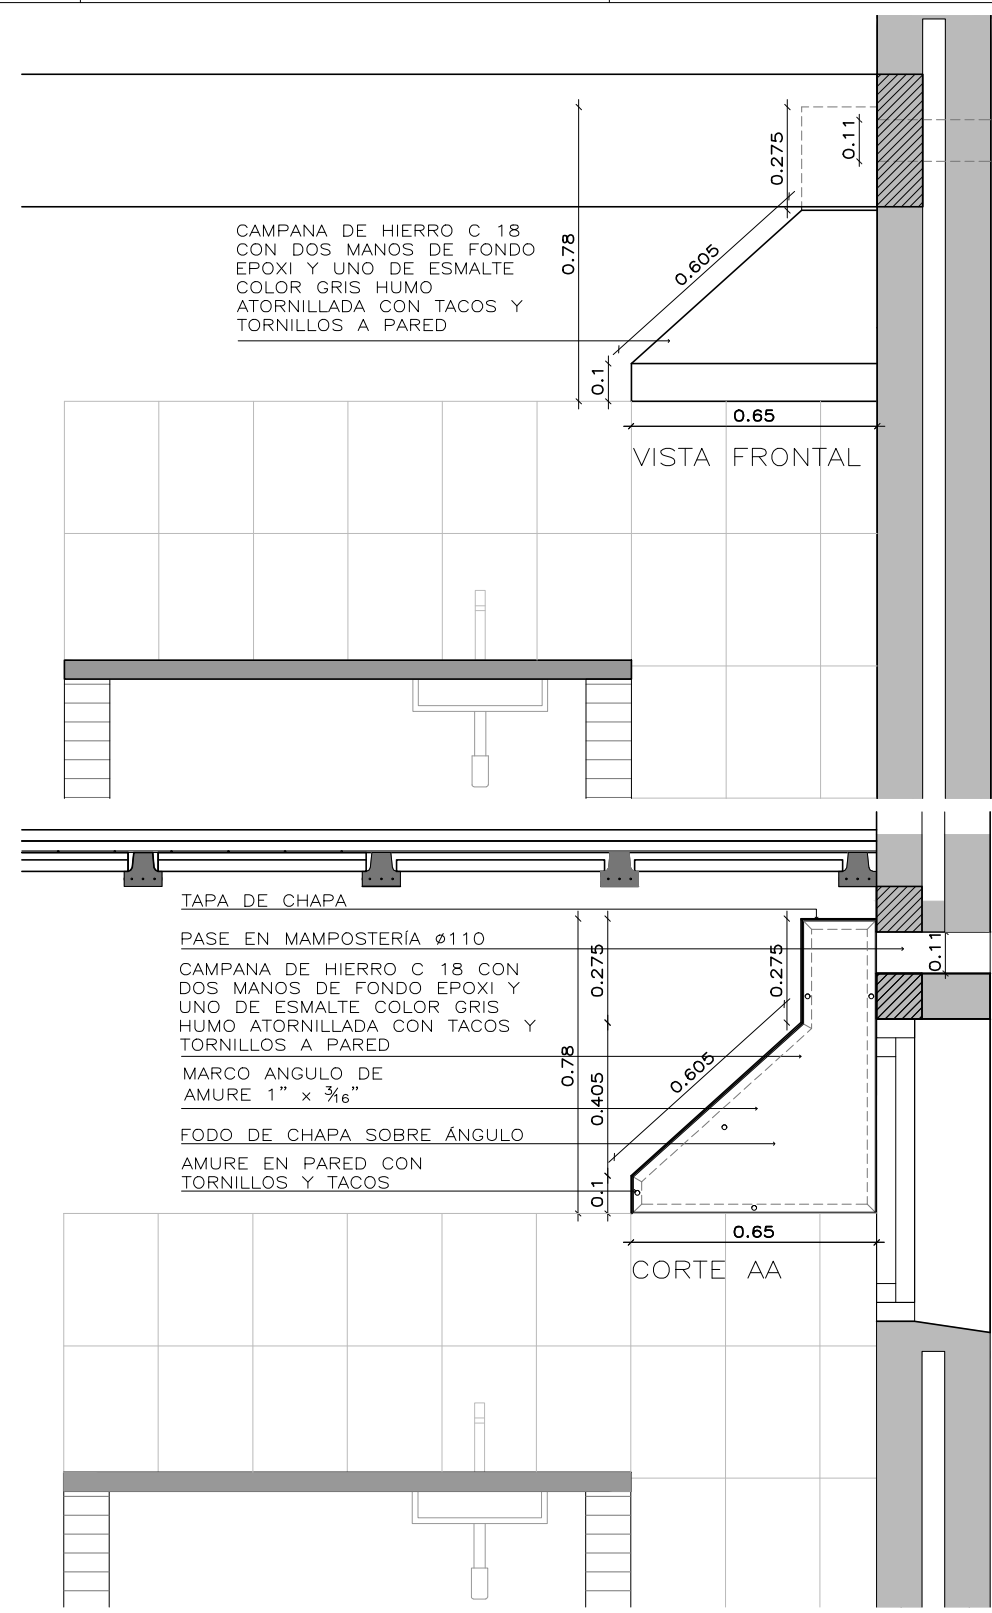 0.275
0.11
CAMPANA DE HIERRO C 18
CON DOS MANOS DE FONDO
EPOXI Y UNO DE ESMALTE
COLOR GRIS HUMO
ATORNILLADA CON TACOS Y
TORNILLOS A PARED
0.78
0.605
0.1
0.65
VISTA FRONTAL
TAPA DE CHAPA
PASE EN MAMPOSTERÍA ø110
CAMPANA DE HIERRO C 18 CON
DOS MANOS DE FONDO EPOXI Y
UNO DE ESMALTE COLOR GRIS
HUMO ATORNILLADA CON TACOS Y
TORNILLOS A PARED
MARCO ANGULO DE
AMURE 1" x 3/16"
FODO DE CHAPA SOBRE ÁNGULO
AMURE EN PARED CON
TORNILLOS Y TACOS
0.78
0.275
0.405
0.1
0.275
0.605
0.11
0.65
CORTE AA